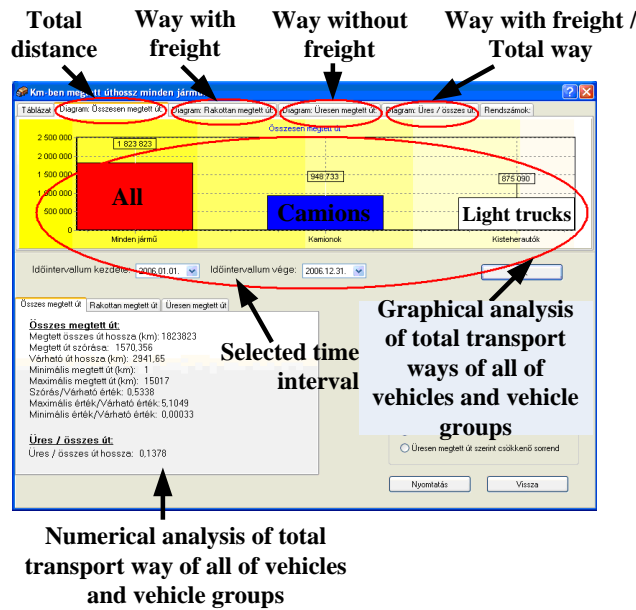 Total distance
Way with freight
Way without freight
Way with freight / Total way
Km-ben megtett úthossz minden jármű
Táblázat
Diagram: Összesen megtett út
Diagram: Rakottan megtett út
Diagram: Üresen megtett út
Diagram: Üres / összes út
Rendszámok:
Összesen megtett út
2 500 000
2 000 000
1 500 000
1 000 000
500 000
0
1 823 823
948 733
875 090
All
Camions
Light trucks
Minden jármű
Kamionok
Kisteherautók
Időintervallum kezdete: 2006.01.01.
Időintervallum vége: 2006.12.31.
Összes megtett út
Rakottan megtett út
Üresen megtett út
Összes megtett út:
Megtett összes út hossza (km): 1823823
Megtett út szórása: 1570,356
Várható út hossza (km): 2941,65
Minimális megtett út (km): 1
Maximális megtett út (km): 15017
Szórás/Várható érték: 0,5338
Maximális érték/Várható érték: 5,1049
Minimális érték/Várható érték: 0,00033
Üres / összes út:
Üres / összes út hossza: 0,1378
Selected time interval
Graphical analysis of total transport ways of all of vehicles and vehicle groups
Üresen megtett út szerint csökkenő sorrend
Nyomtatás
Vissza
Numerical analysis of total transport way of all of vehicles and vehicle groups